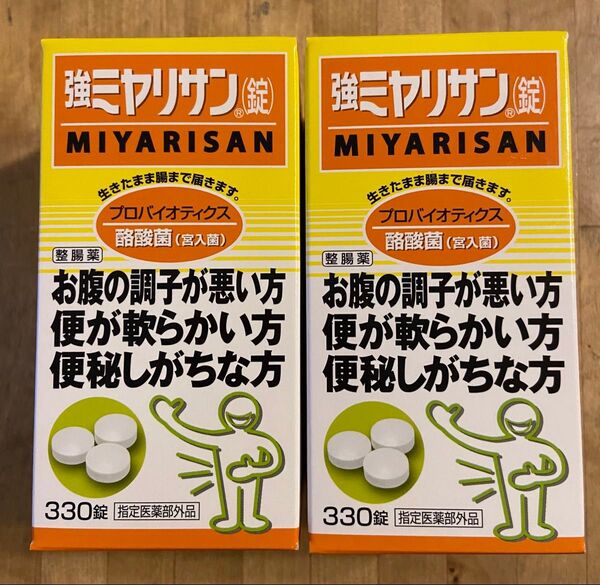 強ミヤリサン®(錠)
MIYARISAN
生きたまま腸まで届きます。
プロバイオティクス
酪酸菌(宮入菌)
整腸薬
お腹の調子が悪い方
便が軟らかい方
便秘しがちな方
330錠 指定医薬部外品
強ミヤリサン®(錠)
MIYARISAN
生きたまま腸まで届きます。
プロバイオティクス
酪酸菌(宮入菌)
整腸薬
お腹の調子が悪い方
便が軟らかい方
便秘しがちな方
330錠 指定医薬部外品